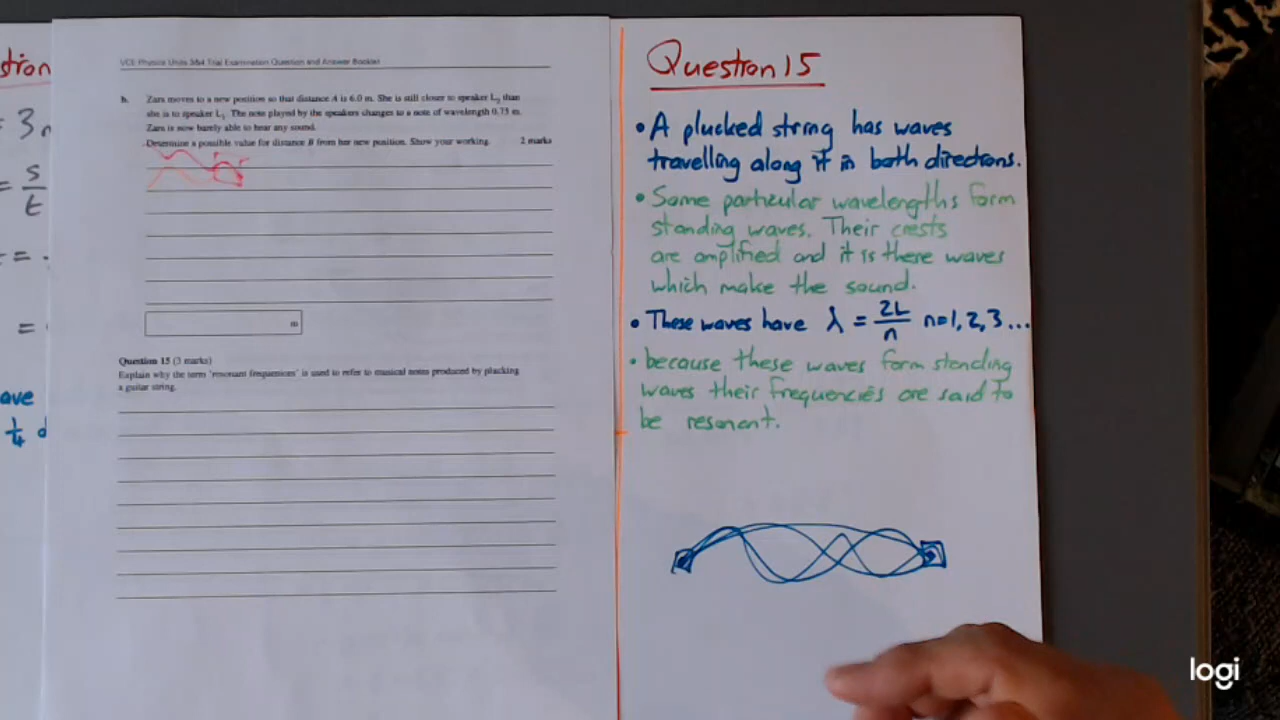 stion
= 3
= s/t
=
=
ave
1/4 d
VCE Physics Units 3&4 Trial Examination Question and Answer Booklet
b. Zara moves to a new position so that distance A is 6.0 m. She is still closer to speaker L₂ than
she is to speaker L₁. The note played by the speakers changes to a note of wavelength 0.75 m.
Zara is now barely able to hear any sound.
Determine a possible value for distance B from her new position. Show your working. 2 marks
m
Question 15 (3 marks)
Explain why the term 'resonant frequencies' is used to refer to musical notes produced by plucking
a guitar string.
Question 15
• A plucked string has waves
travelling along it in both directions.
• Some particular wavelengths form
standing waves. Their crests
are amplified and it is there waves
which make the sound.
• These waves have λ = 2L/n n=1, 2, 3 ...
• because these waves form standing
waves their frequencies are said to
be resonant.
logi